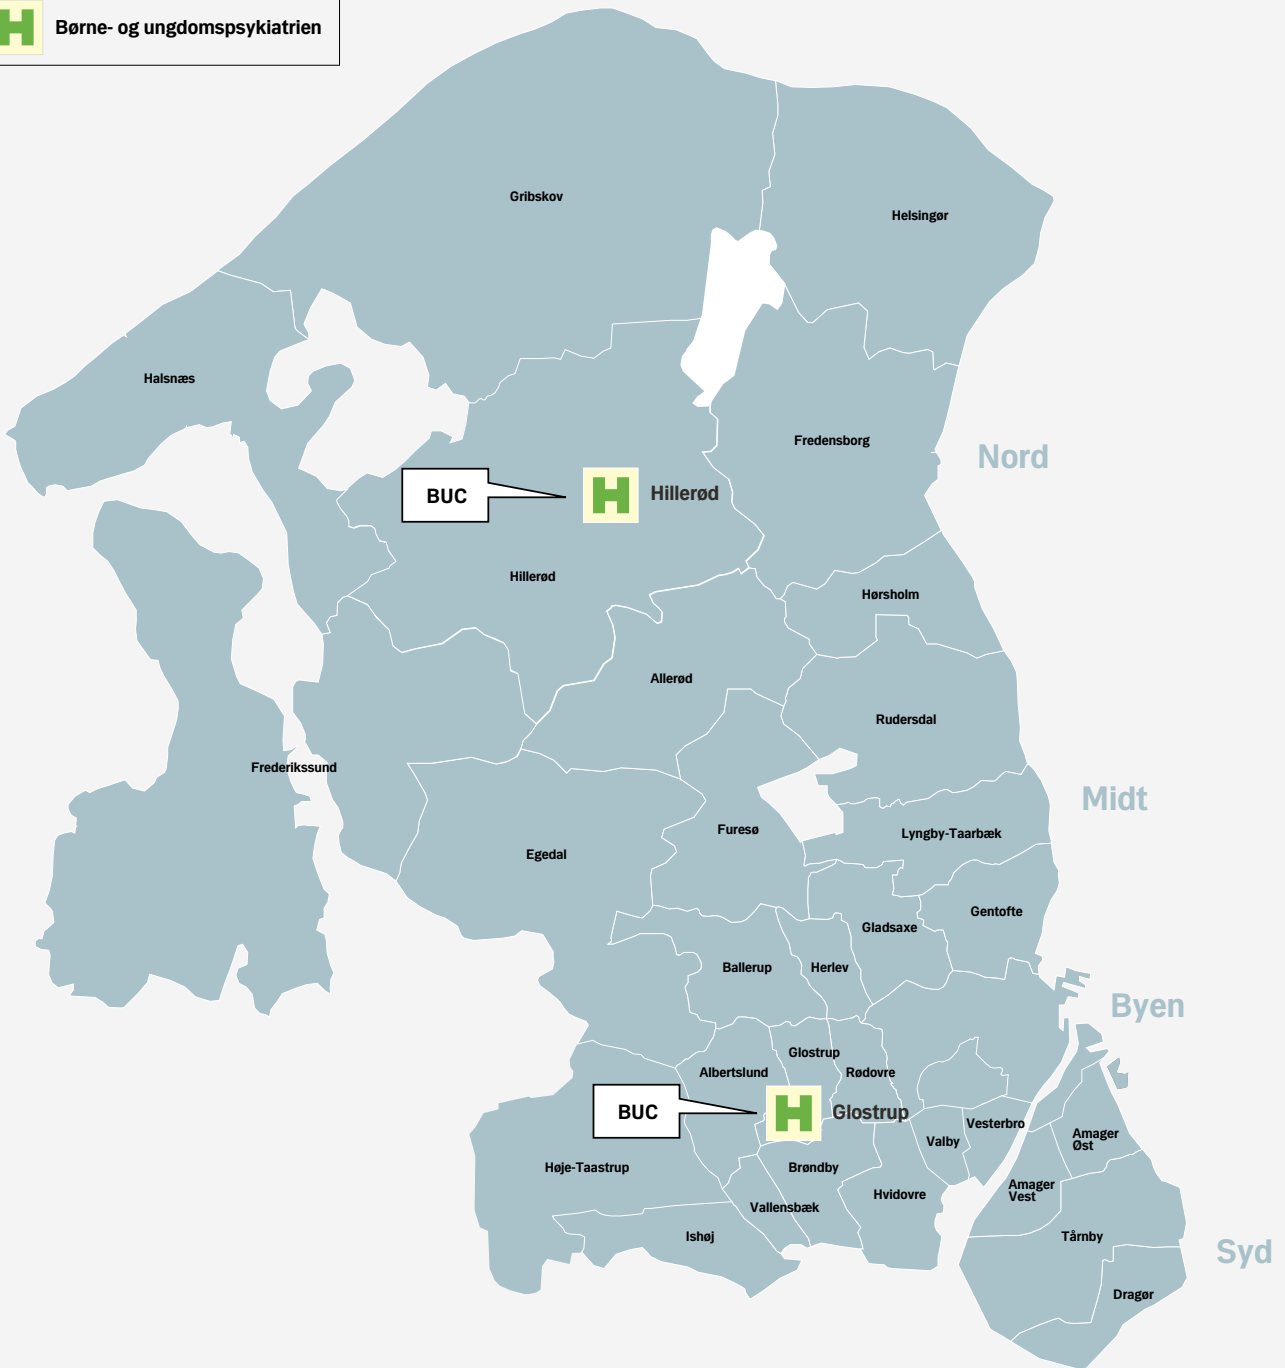 H Børne- og ungdomspsykiatrien
Gribskov
Helsingør
Halsnæs
Fredensborg
Nord
BUC
H Hillerød
Hillerød
Hørsholm
Allerød
Rudersdal
Frederikssund
Midt
Furesø
Lyngby-Taarbæk
Egedal
Gentofte
Gladsaxe
Ballerup
Herlev
Byen
Glostrup
Albertslund
Rødovre
BUC
H Glostrup
Vesterbro
Valby
Amager
Øst
Høje-Taastrup
Brøndby
Amager
Vest
Hvidovre
Vallensbæk
Ishøj
Tårnby
Syd
Dragør